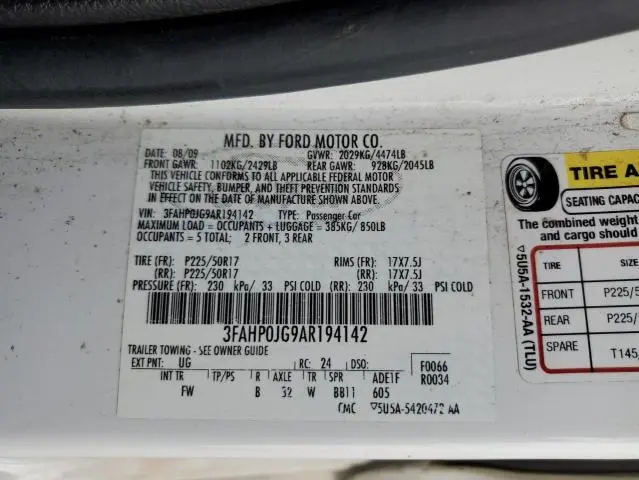 MFD. BY FORD MOTOR CO.
DATE: 08/09 GVWR: 2029KG/4474LB
FRONT GAWR: 1102KG/2429LB REAR GAWR: 928KG/2045LB
THIS VEHICLE CONFORMS TO ALL APPLICABLE FEDERAL MOTOR
VEHICLE SAFETY, BUMPER, AND THEFT PREVENTION STANDARDS
IN EFFECT ON THE DATE OF MANUFACTURE SHOWN ABOVE.
VIN: 3FAHP0JG9AR194142 TYPE: Passenger Car
MAXIMUM LOAD = OCCUPANTS + LUGGAGE = 385KG/850LB
OCCUPANTS = 5 TOTAL; 2 FRONT, 3 REAR
TIRE (FR): P225/50R17 RIMS (FR): 17X7.5J
(RR): P225/50R17 (RR): 17X7.5J
PRESSURE (FR): 230 kPa/33 PSI COLD (RR): 230 kPa/33 PSI COLD
3FAHP0JG9AR194142
TRAILER TOWING - SEE OWNER GUIDE
EXT PNT: UG RC: 24 DSO: F0066
INT TR TP/PS R AXLE TR SPR ADE1F R0034
FW B 52 W BB11 605
CMC ▽5U5A-5420472 AA
TIRE A
SEATING CAPAC
The combined weight
and cargo should
TIRE SIZE
FRONT P225/
REAR P225/
SPARE T145
▽5U5A-1532-AA (TLU)